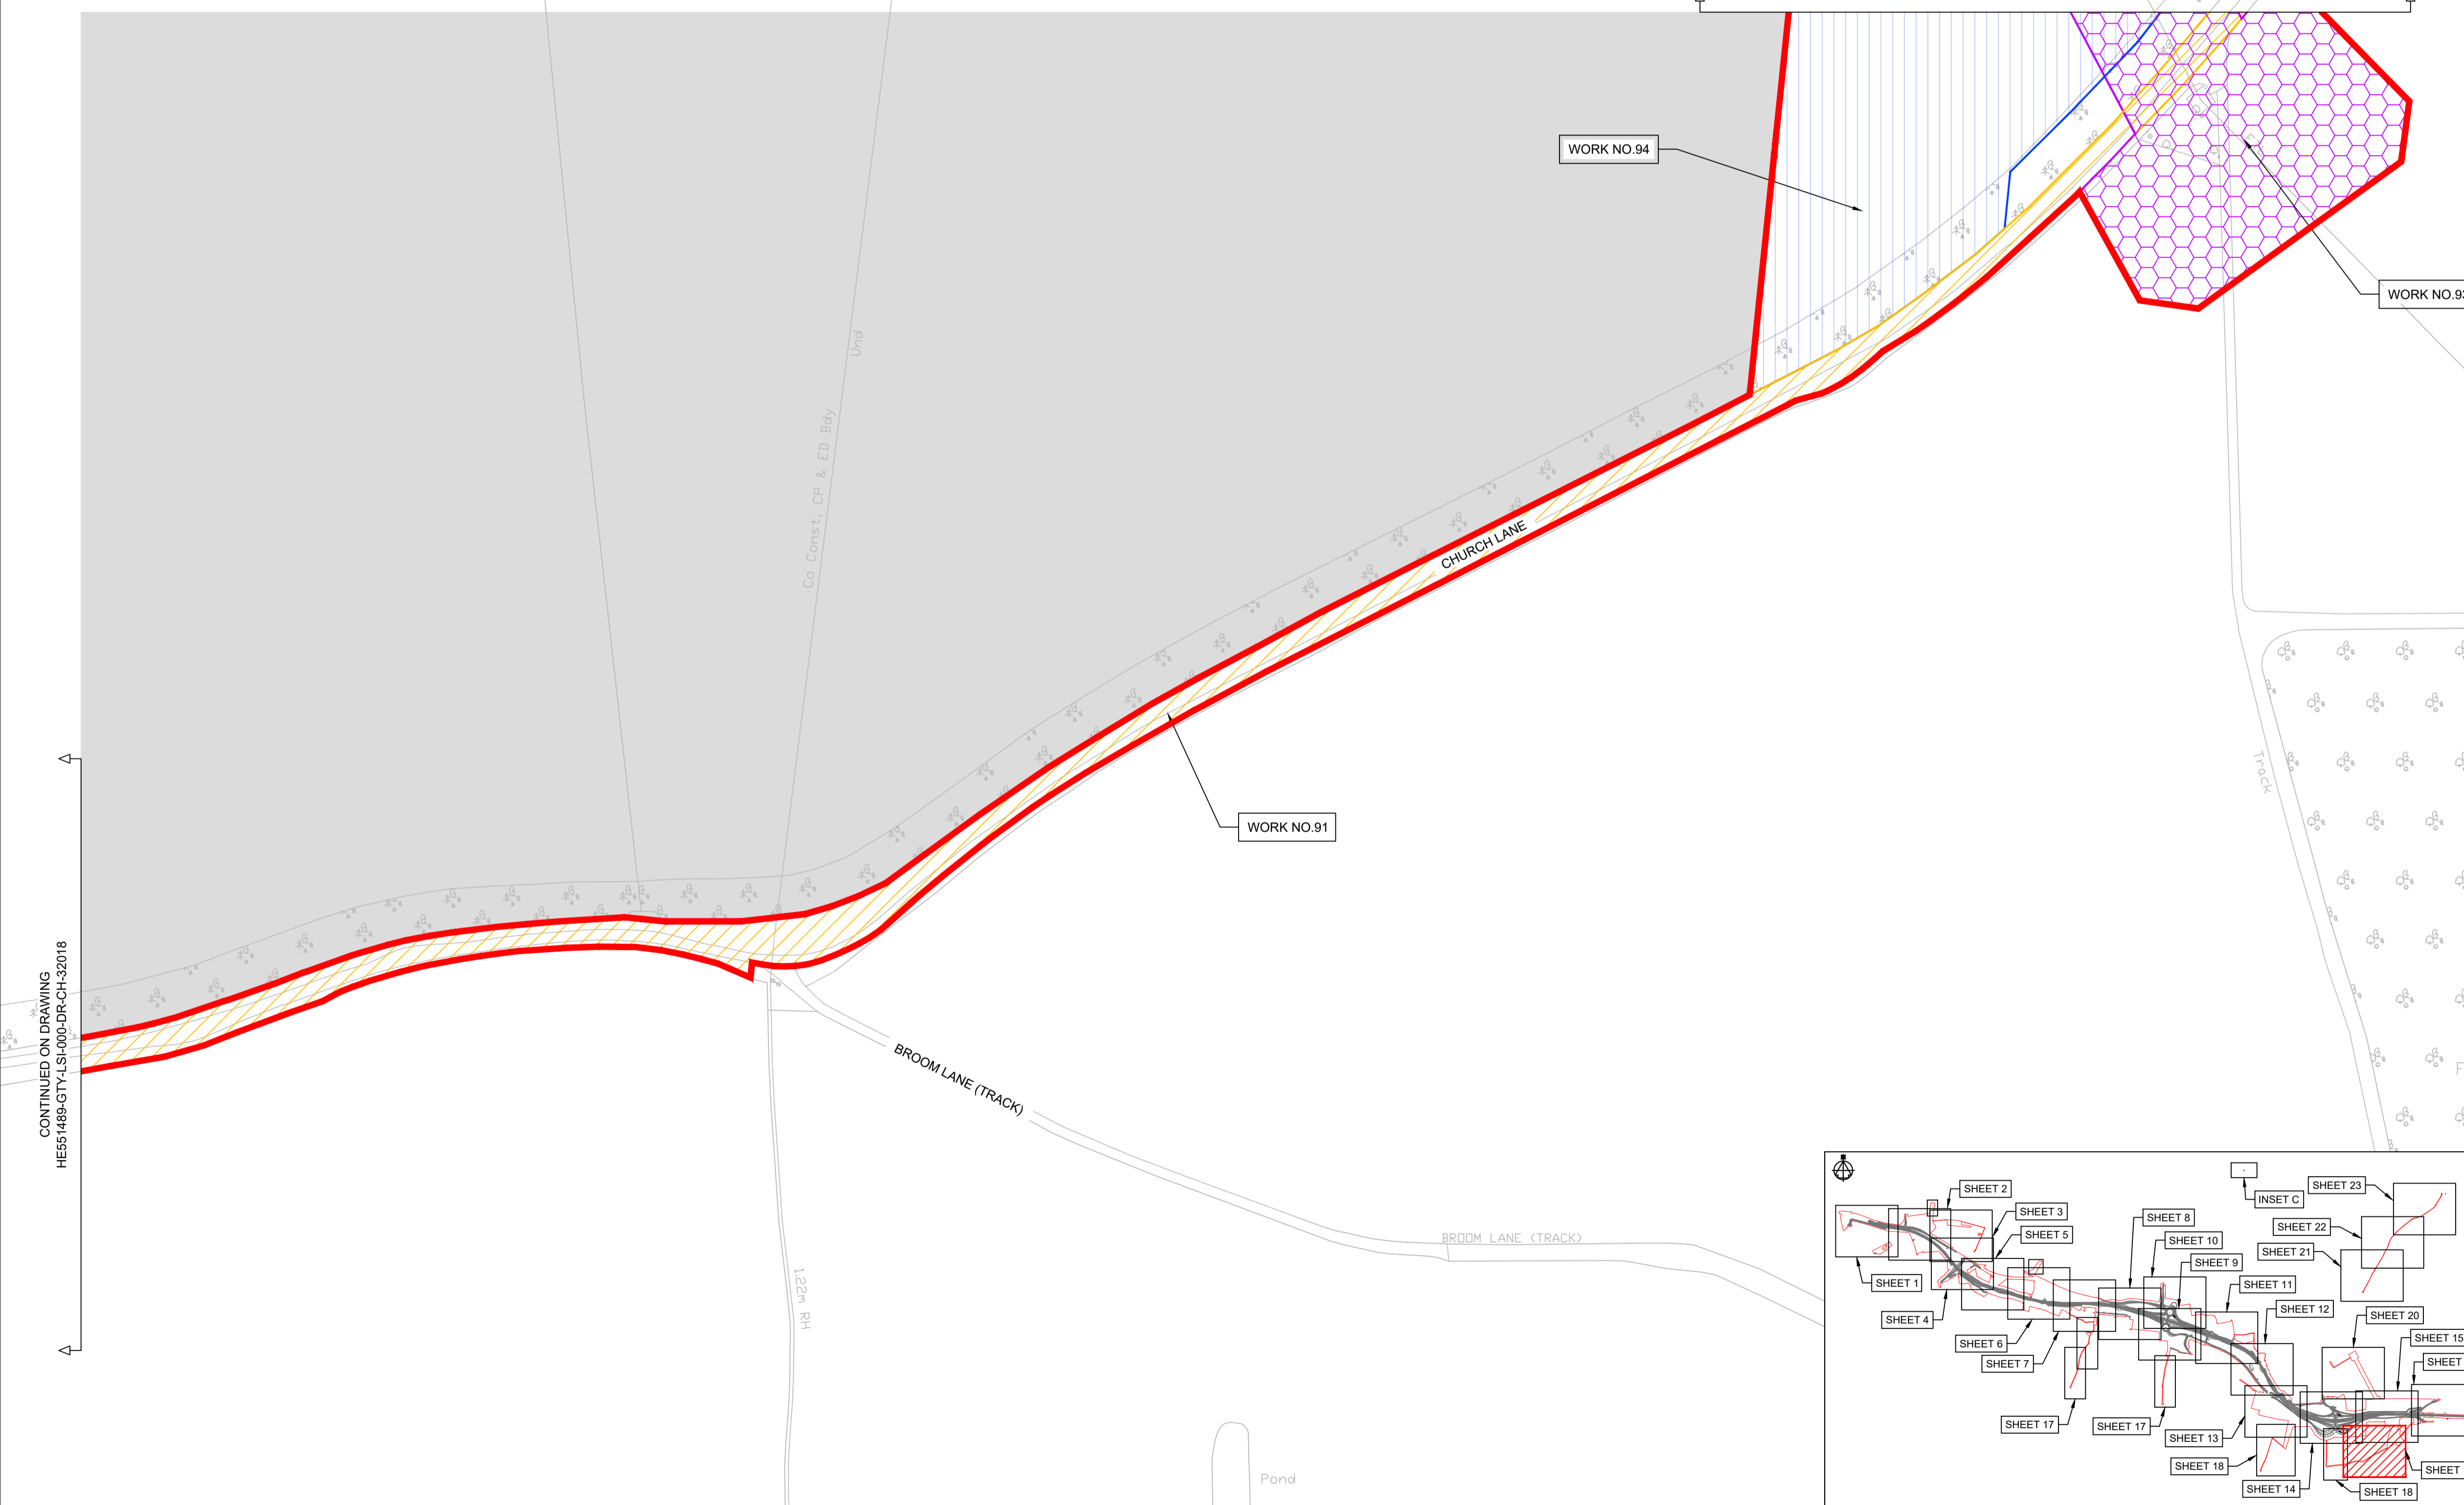 WORK NO.94
WORK NO.93
Und
Co Const, CP & ED Bdy
CHURCH LANE
WORK NO.91
Track
CONTINUED ON DRAWING
HE551489-GTY-LSI-000-DR-CH-32018
BROOM LANE (TRACK)
BROOM LANE (TRACK)
1.22m RH
Pond
SHEET 2
SHEET 3
SHEET 5
SHEET 1
SHEET 4
SHEET 6
SHEET 7
SHEET 8
SHEET 10
SHEET 9
SHEET 11
SHEET 12
INSET C
SHEET 23
SHEET 22
SHEET 21
SHEET 20
SHEET 15
SHEET
SHEET 17
SHEET 17
SHEET 13
SHEET 18
SHEET 14
SHEET
SHEET 18